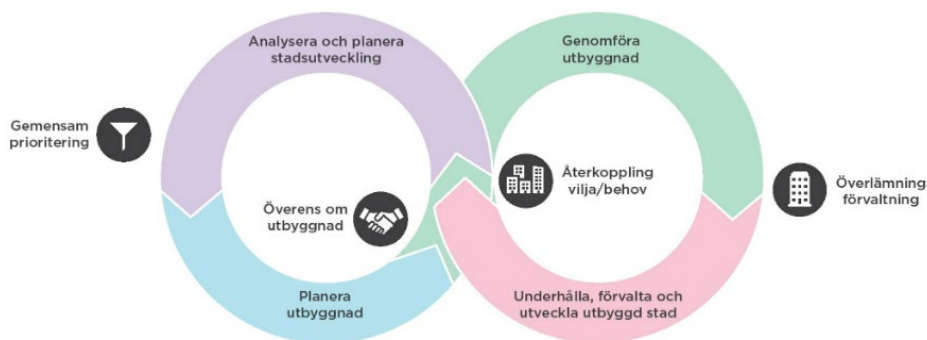 Analysera och planera
stadsutveckling
Genomföra
utbyggnad
Gemensam
prioritering
Återkoppling
vilja/behov
Överlämning
förvaltning
Överens om
utbyggnad
Planera
utbyggnad
Underhålla, förvalta och
utveckla utbyggd stad